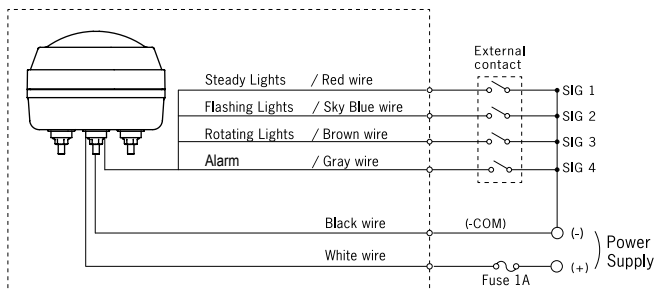 External
contact
Steady Lights / Red wire
SIG 1
Flashing Lights / Sky Blue wire
SIG 2
Rotating Lights / Brown wire
SIG 3
Alarm / Gray wire
SIG 4
Black wire
(-COM)
(-)
White wire
Fuse 1A
(+)
Power
Supply